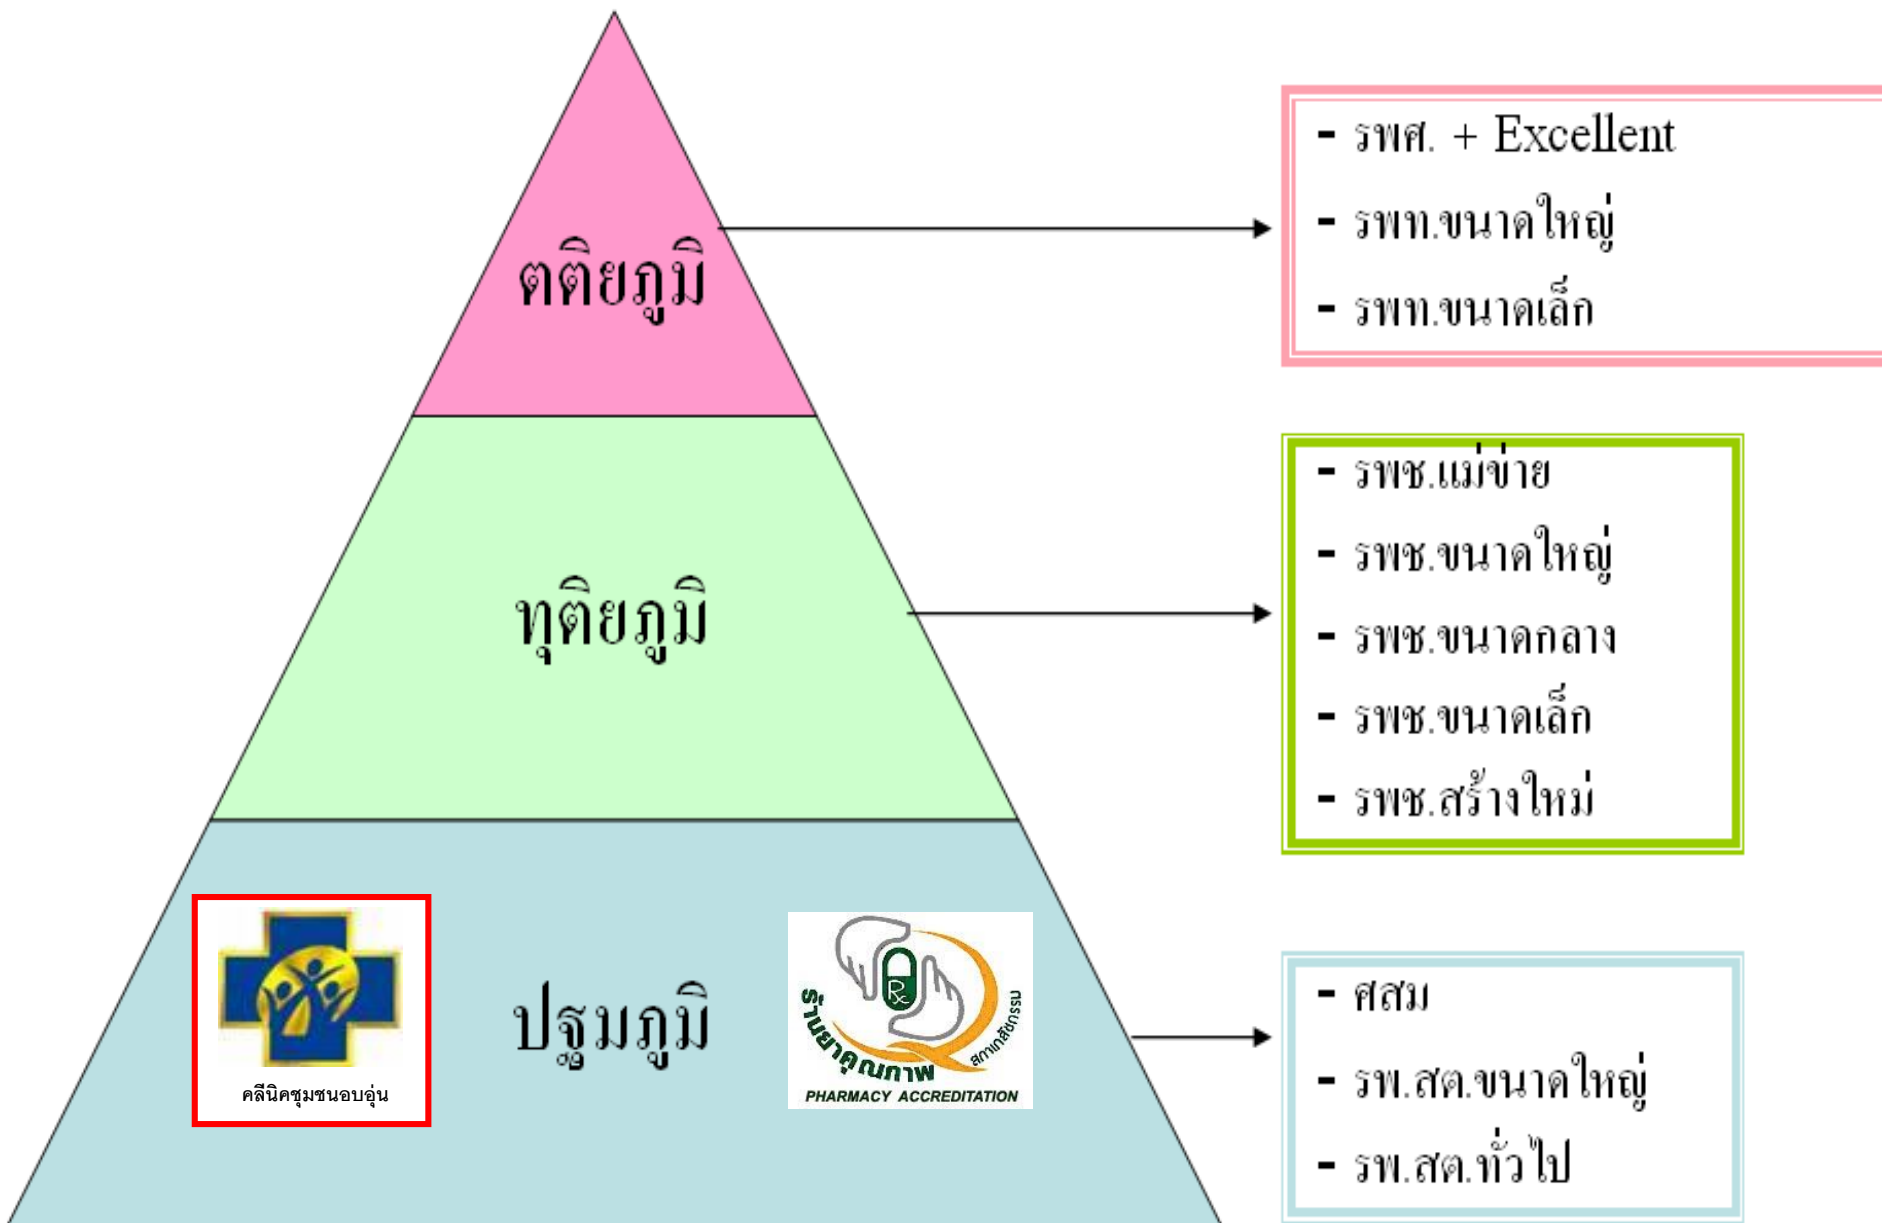 ตติยภูมิ
- รพศ. + Excellent
- รพท.ขนาดใหญ่
- รพท.ขนาดเล็ก
ทุติยภูมิ
- รพช.แม่ข่าย
- รพช.ขนาดใหญ่
- รพช.ขนาดกลาง
- รพช.ขนาดเล็ก
- รพช.สร้างใหม่
คลีนิคชุมชนอบอุ่น
ปฐมภูมิ
Rx
ร้านยาคุณภาพ
สภาเภสัชกรรม
PHARMACY ACCREDITATION
- ศสม
- รพ.สต.ขนาดใหญ่
- รพ.สต.ทั่วไป